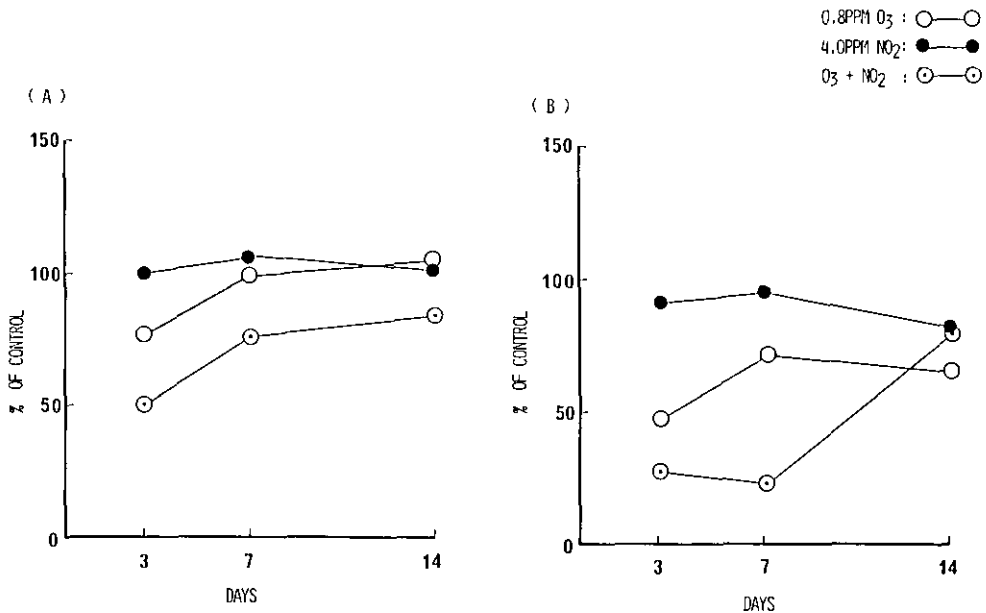 0.8PPM O3 :
4.0PPM NO2:
O3 + NO2 :
( A )
150
100
50
0
% OF CONTROL
3 7 14
DAYS
( B )
150
100
50
0
% OF CONTROL
3 7 14
DAYS